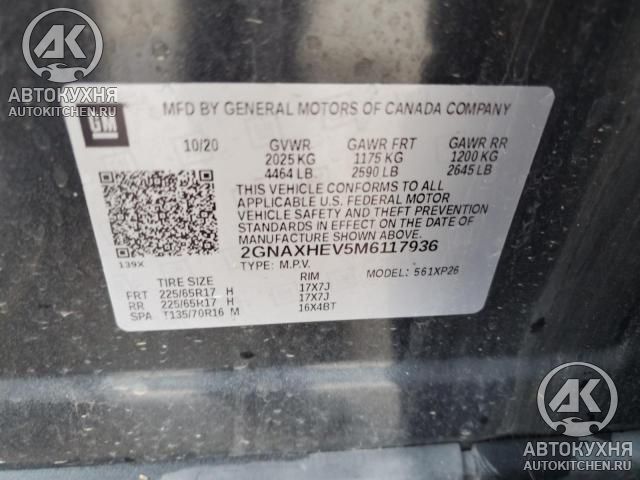 АК
АВТОКУХНЯ
AUTOKITCHEN.RU
GM
MFD BY GENERAL MOTORS OF CANADA COMPANY
10/20 GVWR GAWR FRT GAWR RR
2025 KG 1175 KG 1200 KG
4464 LB 2590 LB 2645 LB
THIS VEHICLE CONFORMS TO ALL
APPLICABLE U.S. FEDERAL MOTOR
VEHICLE SAFETY AND THEFT PREVENTION
STANDARDS IN EFFECT ON THE DATE OF
MANUFACTURE SHOWN ABOVE.
2GNAXHEV5M6117936
139X TYPE: M.P.V. MODEL: 561XP26
TIRE SIZE RIM
FRT 225/65R17 H 17X7J
RR 225/65R17 H 17X7J
SPA T135/70R16 M 16X4BT
АК
АВТОКУХНЯ
AUTOKITCHEN.RU